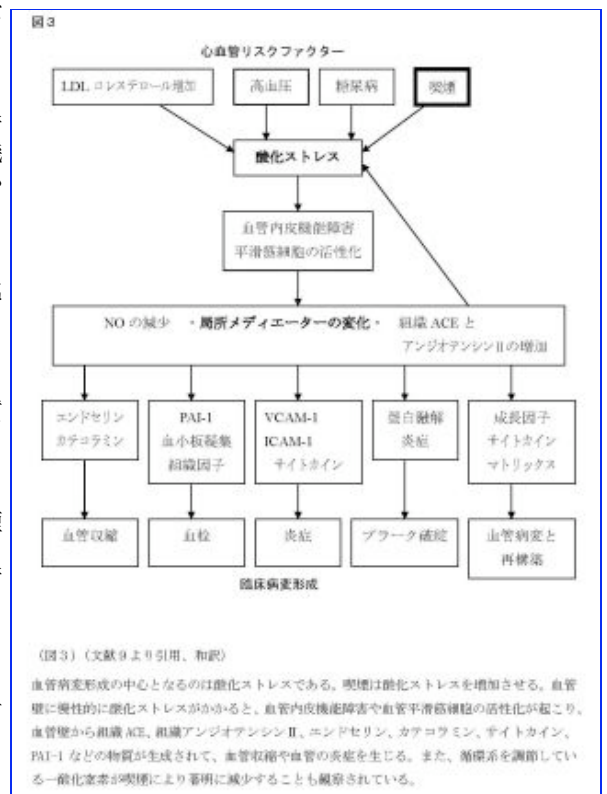 図3
心血管リスクファクター
LDL コレステロール増加
高血圧
糖尿病
喫煙
酸化ストレス
血管内皮機能障害
平滑筋細胞の活性化
NO の減少 ・局所メディエーターの変化・ 組織 ACE と
アンジオテンシンⅡの増加
エンドセリン
カテコラミン
PAI-1
血小板凝集
組織因子
VCAM-1
ICAM-1
サイトカイン
蛋白融解
炎症
成長因子
サイトカイン
マトリックス
血管収縮
血栓
炎症
プラーク破綻
血管病変と
再構築
臨床病変形成
（図3）（文献9より引用、和訳）
血管病変形成の中心となるのは酸化ストレスである。喫煙は酸化ストレスを増加させる。血管
壁に慢性的に酸化ストレスがかかると、血管内皮機能障害や血管平滑筋細胞の活性化が起こり、
血管壁から組織 ACE、組織アンジオテンシンⅡ、エンドセリン、カテコラミン、サイトカイン、
PAI-1 などの物質が生成されて、血管収縮や血管の炎症を生じる。また、循環系を調節してい
る一酸化窒素が喫煙により著明に減少することも観察されている。